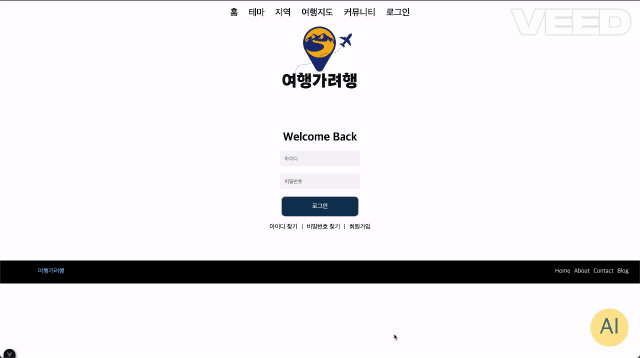 홈 테마 지역 여행지도 커뮤니티 로그인
VEED
여행가려행
Welcome Back
아이디
비밀번호
로그인
아이디 찾기 | 비밀번호 찾기 | 회원가입
여행가려행
Home About Contact Blog
AI